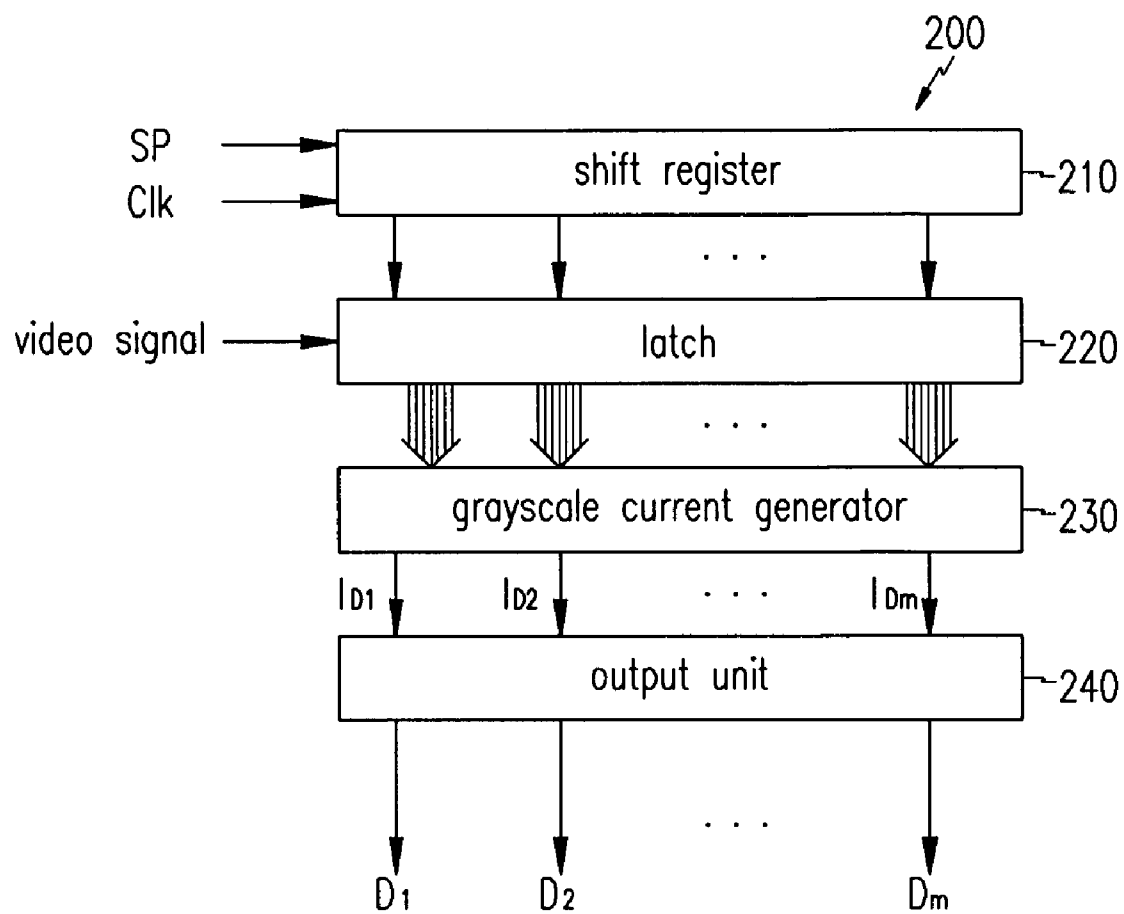 200
SP
Clk
shift register
210
. . .
video signal
latch
220
. . .
grayscale current generator
230
ID1 ID2 . . . IDm
output unit
240
. . .
D1 D2 Dm